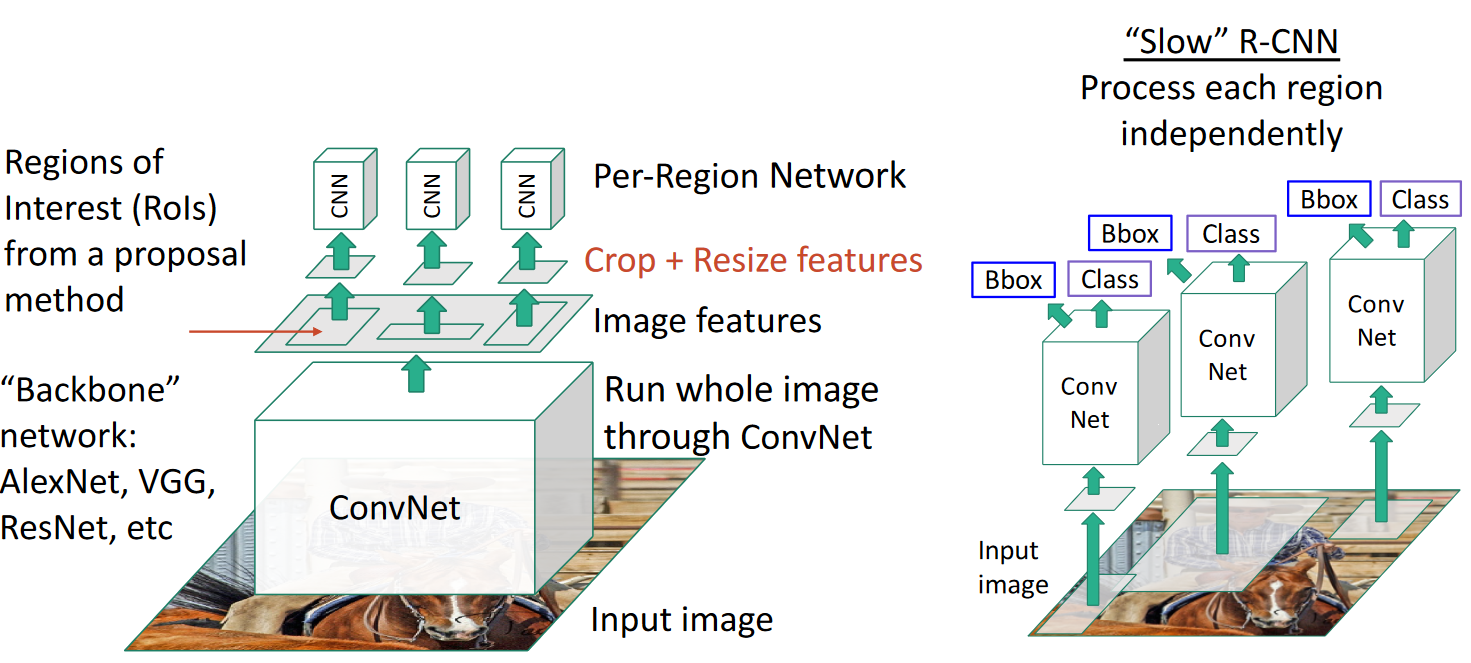 "Slow" R-CNN
Process each region
independently
Regions of
Interest (RoIs)
from a proposal
method
CNN
CNN
CNN
Per-Region Network
Crop + Resize features
Image features
"Backbone"
network:
AlexNet, VGG,
ResNet, etc
Run whole image
through ConvNet
ConvNet
Input image
Bbox
Class
Bbox
Class
Bbox
Class
Conv
Net
Conv
Net
Conv
Net
Input
image